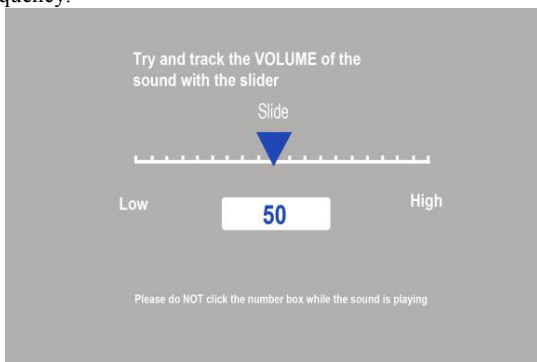 quency.
Try and track the VOLUME of the
sound with the slider
Slide
Low
High
50
Please do NOT click the number box while the sound is playing